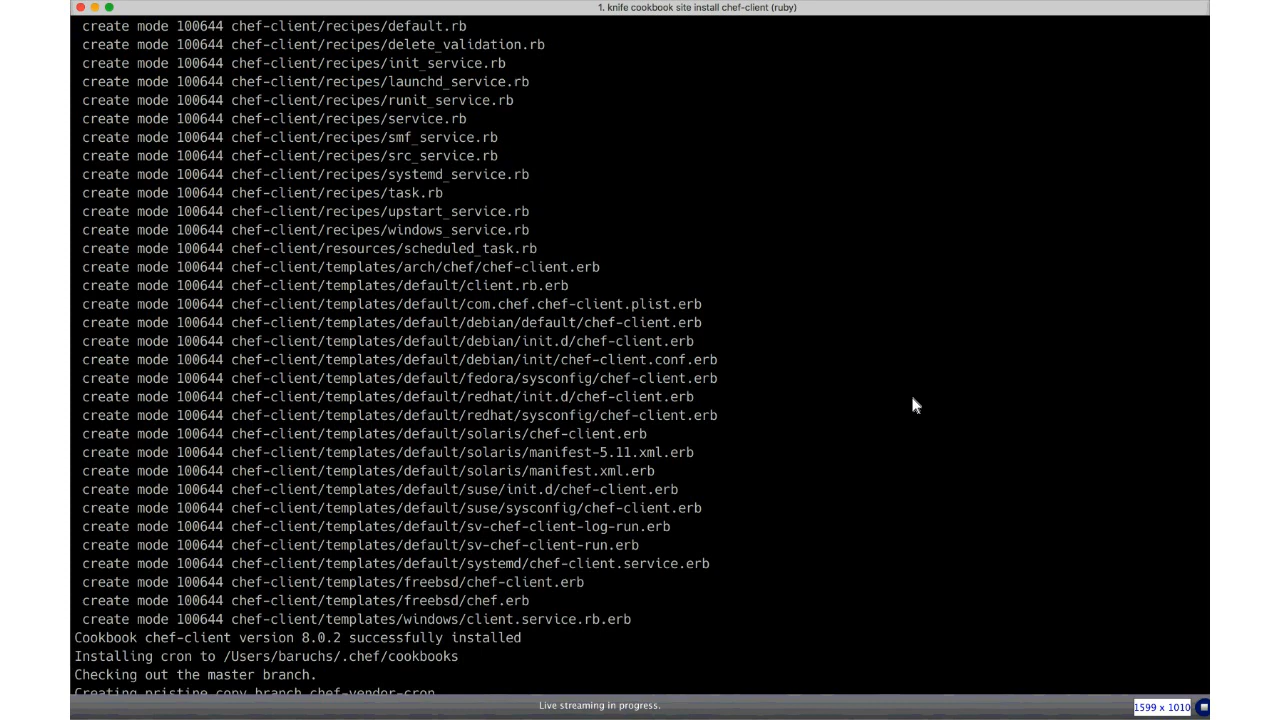 1. knife cookbook site install chef-client (ruby)
create mode 100644 chef-client/recipes/default.rb
create mode 100644 chef-client/recipes/delete_validation.rb
create mode 100644 chef-client/recipes/init_service.rb
create mode 100644 chef-client/recipes/launchd_service.rb
create mode 100644 chef-client/recipes/runit_service.rb
create mode 100644 chef-client/recipes/service.rb
create mode 100644 chef-client/recipes/smf_service.rb
create mode 100644 chef-client/recipes/src_service.rb
create mode 100644 chef-client/recipes/systemd_service.rb
create mode 100644 chef-client/recipes/task.rb
create mode 100644 chef-client/recipes/upstart_service.rb
create mode 100644 chef-client/recipes/windows_service.rb
create mode 100644 chef-client/resources/scheduled_task.rb
create mode 100644 chef-client/templates/arch/chef/chef-client.erb
create mode 100644 chef-client/templates/default/client.rb.erb
create mode 100644 chef-client/templates/default/com.chef.chef-client.plist.erb
create mode 100644 chef-client/templates/default/debian/default/chef-client.erb
create mode 100644 chef-client/templates/default/debian/init.d/chef-client.erb
create mode 100644 chef-client/templates/default/debian/init/chef-client.conf.erb
create mode 100644 chef-client/templates/default/fedora/sysconfig/chef-client.erb
create mode 100644 chef-client/templates/default/redhat/init.d/chef-client.erb
create mode 100644 chef-client/templates/default/redhat/sysconfig/chef-client.erb
create mode 100644 chef-client/templates/default/solaris/chef-client.erb
create mode 100644 chef-client/templates/default/solaris/manifest-5.11.xml.erb
create mode 100644 chef-client/templates/default/solaris/manifest.xml.erb
create mode 100644 chef-client/templates/default/suse/init.d/chef-client.erb
create mode 100644 chef-client/templates/default/suse/sysconfig/chef-client.erb
create mode 100644 chef-client/templates/default/sv-chef-client-log-run.erb
create mode 100644 chef-client/templates/default/sv-chef-client-run.erb
create mode 100644 chef-client/templates/default/systemd/chef-client.service.erb
create mode 100644 chef-client/templates/freebsd/chef-client.erb
create mode 100644 chef-client/templates/freebsd/chef.erb
create mode 100644 chef-client/templates/windows/client.service.rb.erb
Cookbook chef-client version 8.0.2 successfully installed
Installing cron to /Users/baruchs/.chef/cookbooks
Checking out the master branch.
Creating pristine copy branch chef-vendor-cron
Live streaming in progress.
1599 x 1010